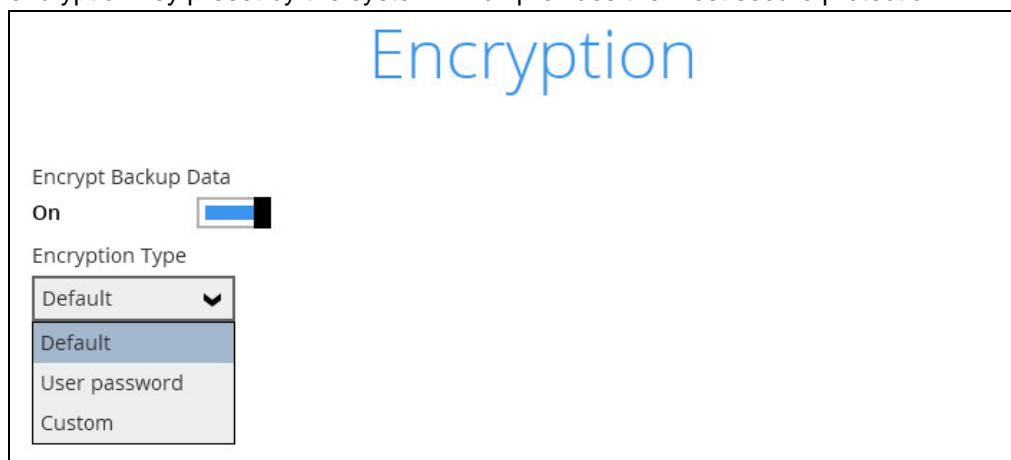 Encryption
Encrypt Backup Data
On
Encryption Type
Default
Default
User password
Custom